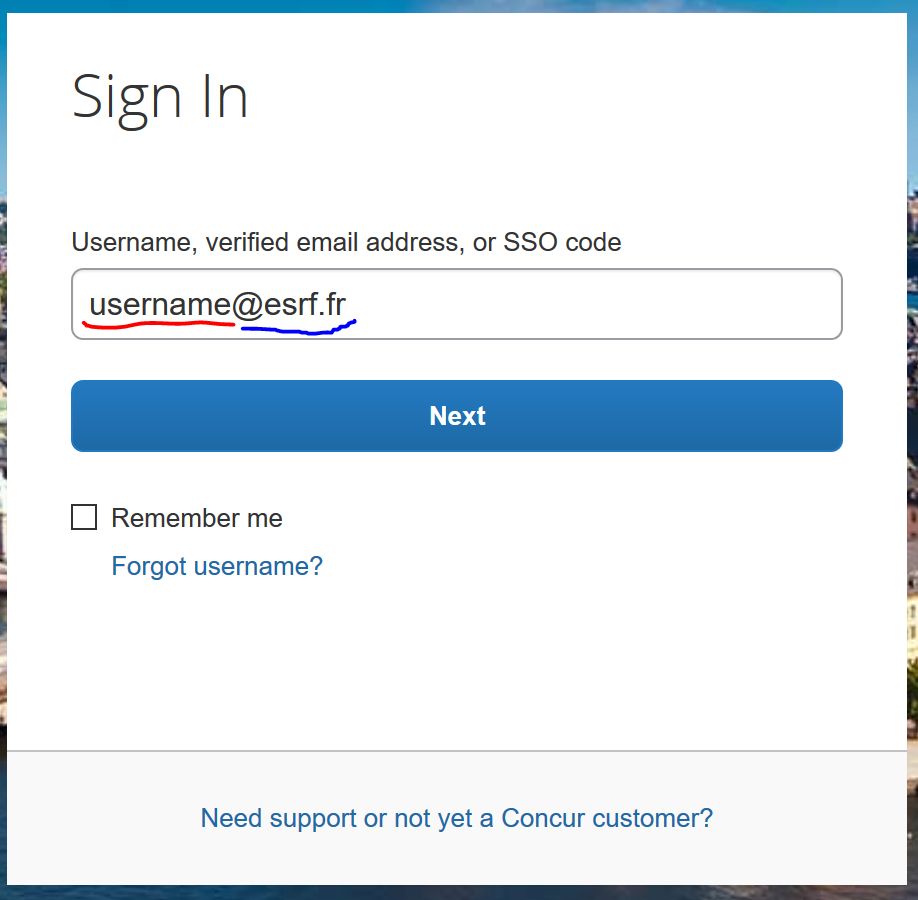 Sign In
Username, verified email address, or SSO code
username@esrf.fr
Next
Remember me
Forgot username?
Need support or not yet a Concur customer?